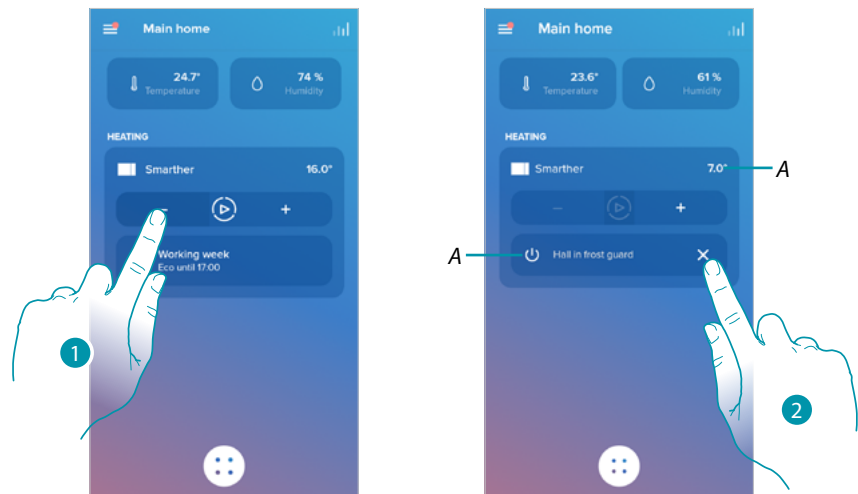 Main home
24.7°
Temperature
74 %
Humidity
HEATING
Smarther
16.0°
– +
Working week
Eco until 17:00
1
Main home
23.6°
Temperature
61 %
Humidity
HEATING
Smarther
7.0°
A
– +
A
Hall in frost guard
2